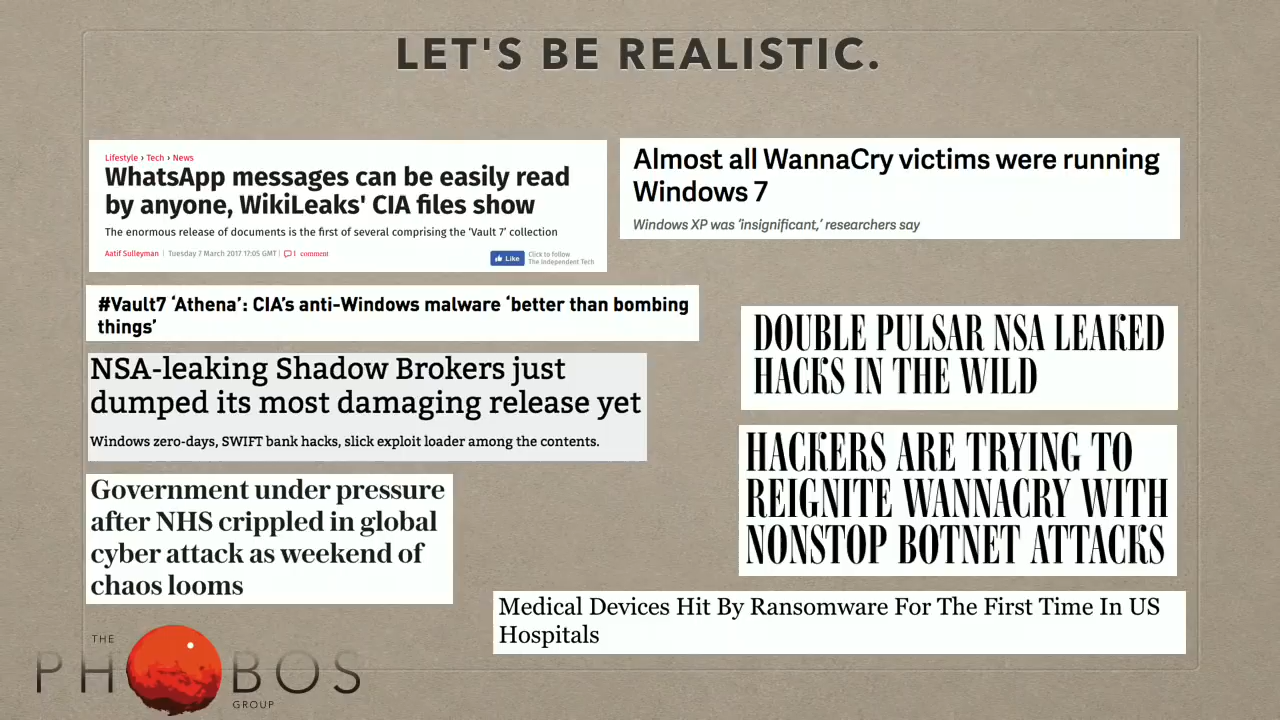 LET'S BE REALISTIC.
Lifestyle › Tech › News
WhatsApp messages can be easily read
by anyone, WikiLeaks' CIA files show
The enormous release of documents is the first of several comprising the ‘Vault 7’ collection
Aatif Sulleyman | Tuesday 7 March 2017 17:05 GMT | 1 comment
Like
Click to follow
The Independent Tech
Almost all WannaCry victims were running
Windows 7
Windows XP was ‘insignificant,’ researchers say
#Vault7 ‘Athena’: CIA’s anti-Windows malware ‘better than bombing
things’
NSA-leaking Shadow Brokers just
dumped its most damaging release yet
Windows zero-days, SWIFT bank hacks, slick exploit loader among the contents.
DOUBLE PULSAR NSA LEAKED
HACKS IN THE WILD
Government under pressure
after NHS crippled in global
cyber attack as weekend of
chaos looms
HACKERS ARE TRYING TO
REIGNITE WANNACRY WITH
NONSTOP BOTNET ATTACKS
Medical Devices Hit By Ransomware For The First Time In US
Hospitals
THE
PHOBOS
GROUP